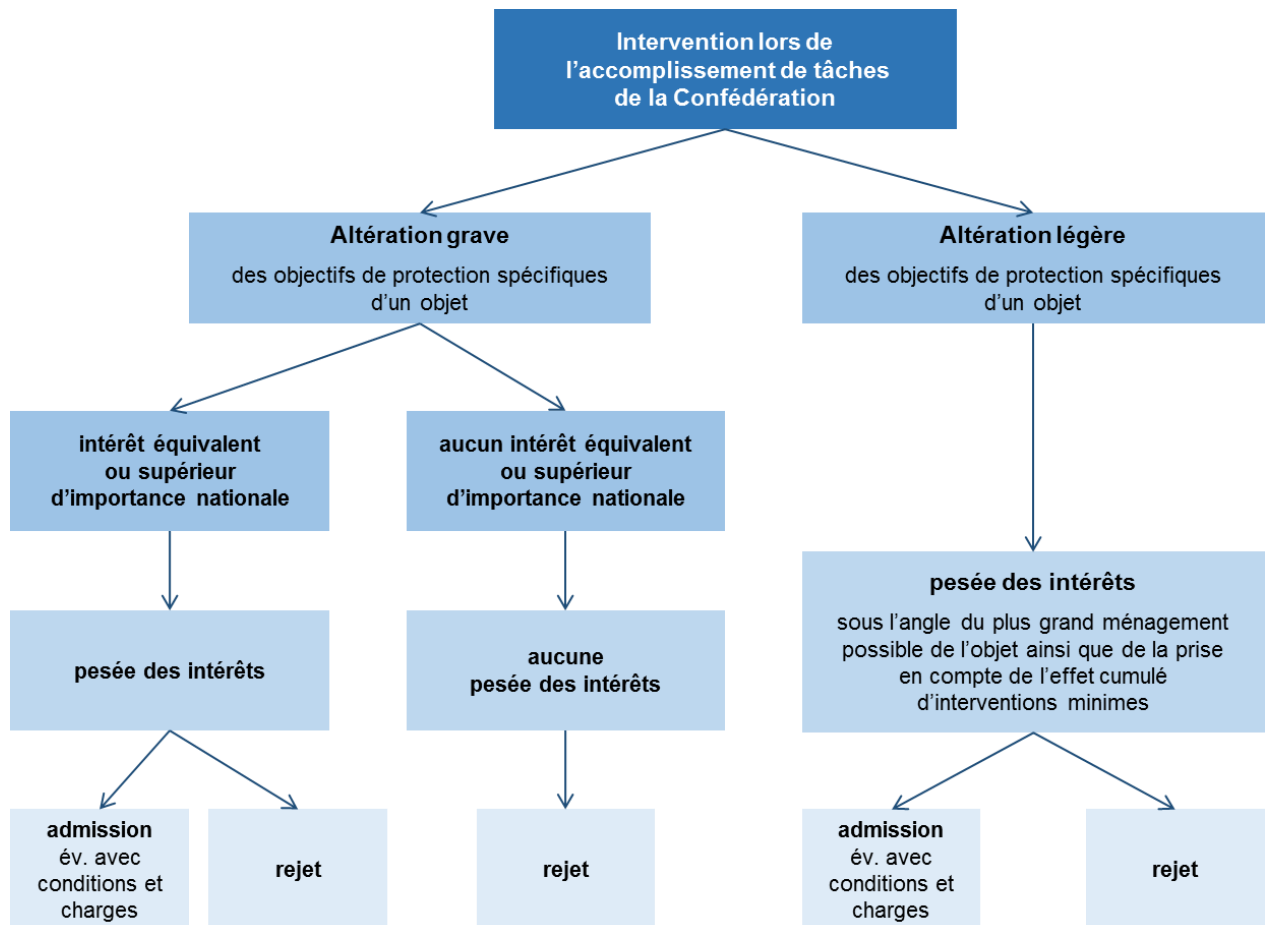 Intervention lors de
l’accomplissement de tâches
de la Confédération
Altération grave
des objectifs de protection spécifiques
d’un objet
Altération légère
des objectifs de protection spécifiques
d’un objet
intérêt équivalent
ou supérieur
d’importance nationale
aucun intérêt équivalent
ou supérieur
d’importance nationale
pesée des intérêts
sous l’angle du plus grand ménagement
possible de l’objet ainsi que de la prise
en compte de l’effet cumulé
d’interventions minimes
pesée des intérêts
aucune
pesée des intérêts
admission
év. avec
conditions et
charges
rejet
rejet
admission
év. avec
conditions et
charges
rejet